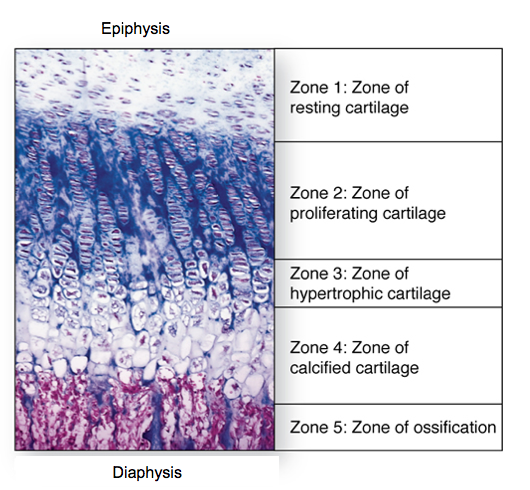 Epiphysis
Zone 1: Zone of
resting cartilage
Zone 2: Zone of
proliferating cartilage
Zone 3: Zone of
hypertrophic cartilage
Zone 4: Zone of
calcified cartilage
Zone 5: Zone of ossification
Diaphysis